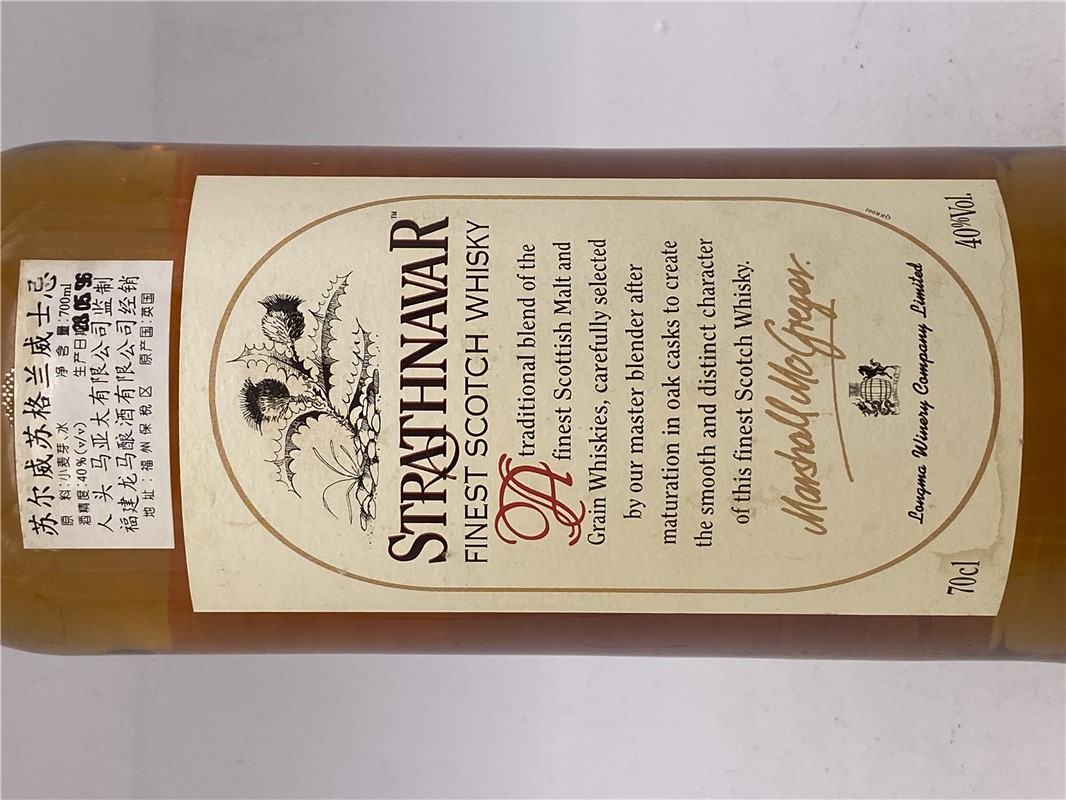 苏尔威苏格兰威士忌
原 料:小麦芽、水 净 含 量:700ml
酒精度:40%(v/v) 生产日期
人头马亚太有限公司监制
福建龙马酿酒有限公司经销
地 址:福州保税区 原产国:英国
STRATHNAVAR™
FINEST SCOTCH WHISKY
A traditional blend of the
finest Scottish Malt and
Grain Whiskies, carefully selected
by our master blender after
maturation in oak casks to create
the smooth and distinct character
of this finest Scotch Whisky.
Marshall McGregor.
Longma Winery Company Limited
70cl 40%Vol.